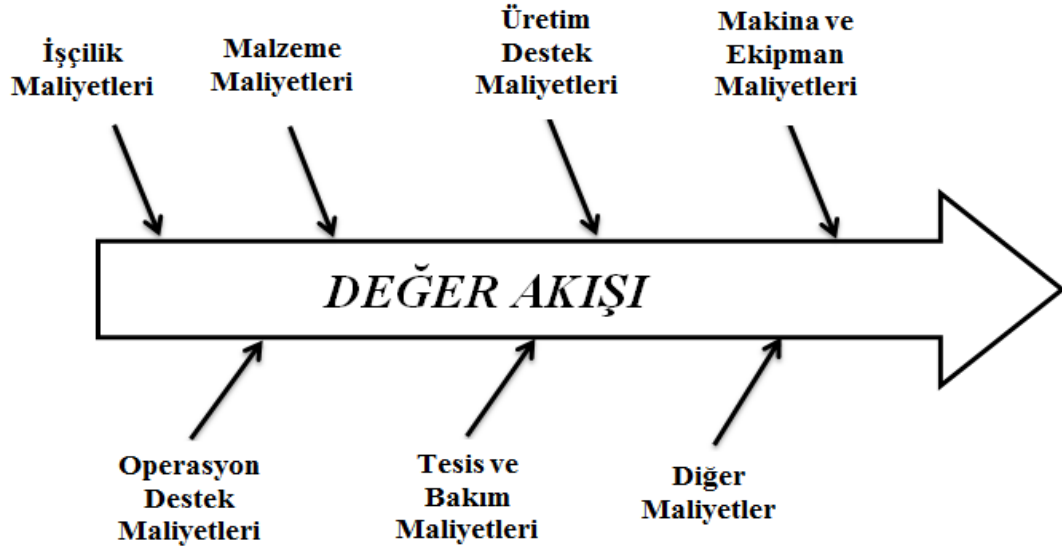 İşçilik
Maliyetleri
Malzeme
Maliyetleri
Üretim
Destek
Maliyetleri
Makina ve
Ekipman
Maliyetleri
DEĞER AKIŞI
Operasyon
Destek
Maliyetleri
Tesis ve
Bakım
Maliyetleri
Diğer
Maliyetler